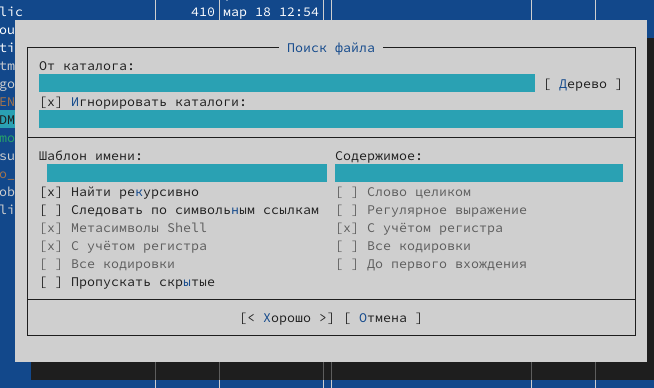 lic 410 мар 18 12:54
ou
ti Поиск файла
tm От каталога:
go [ Дерево ]
EN [x] Игнорировать каталоги:
DM
mo
su Шаблон имени: Содержимое:
o_
ob [x] Найти рекурсивно [ ] Слово целиком
li [ ] Следовать по символьным ссылкам [ ] Регулярное выражение
[x] Метасимволы Shell [x] С учётом регистра
[x] С учётом регистра [ ] Все кодировки
[ ] Все кодировки [ ] До первого вхождения
[ ] Пропускать скрытые
[< Хорошо >] [ Отмена ]